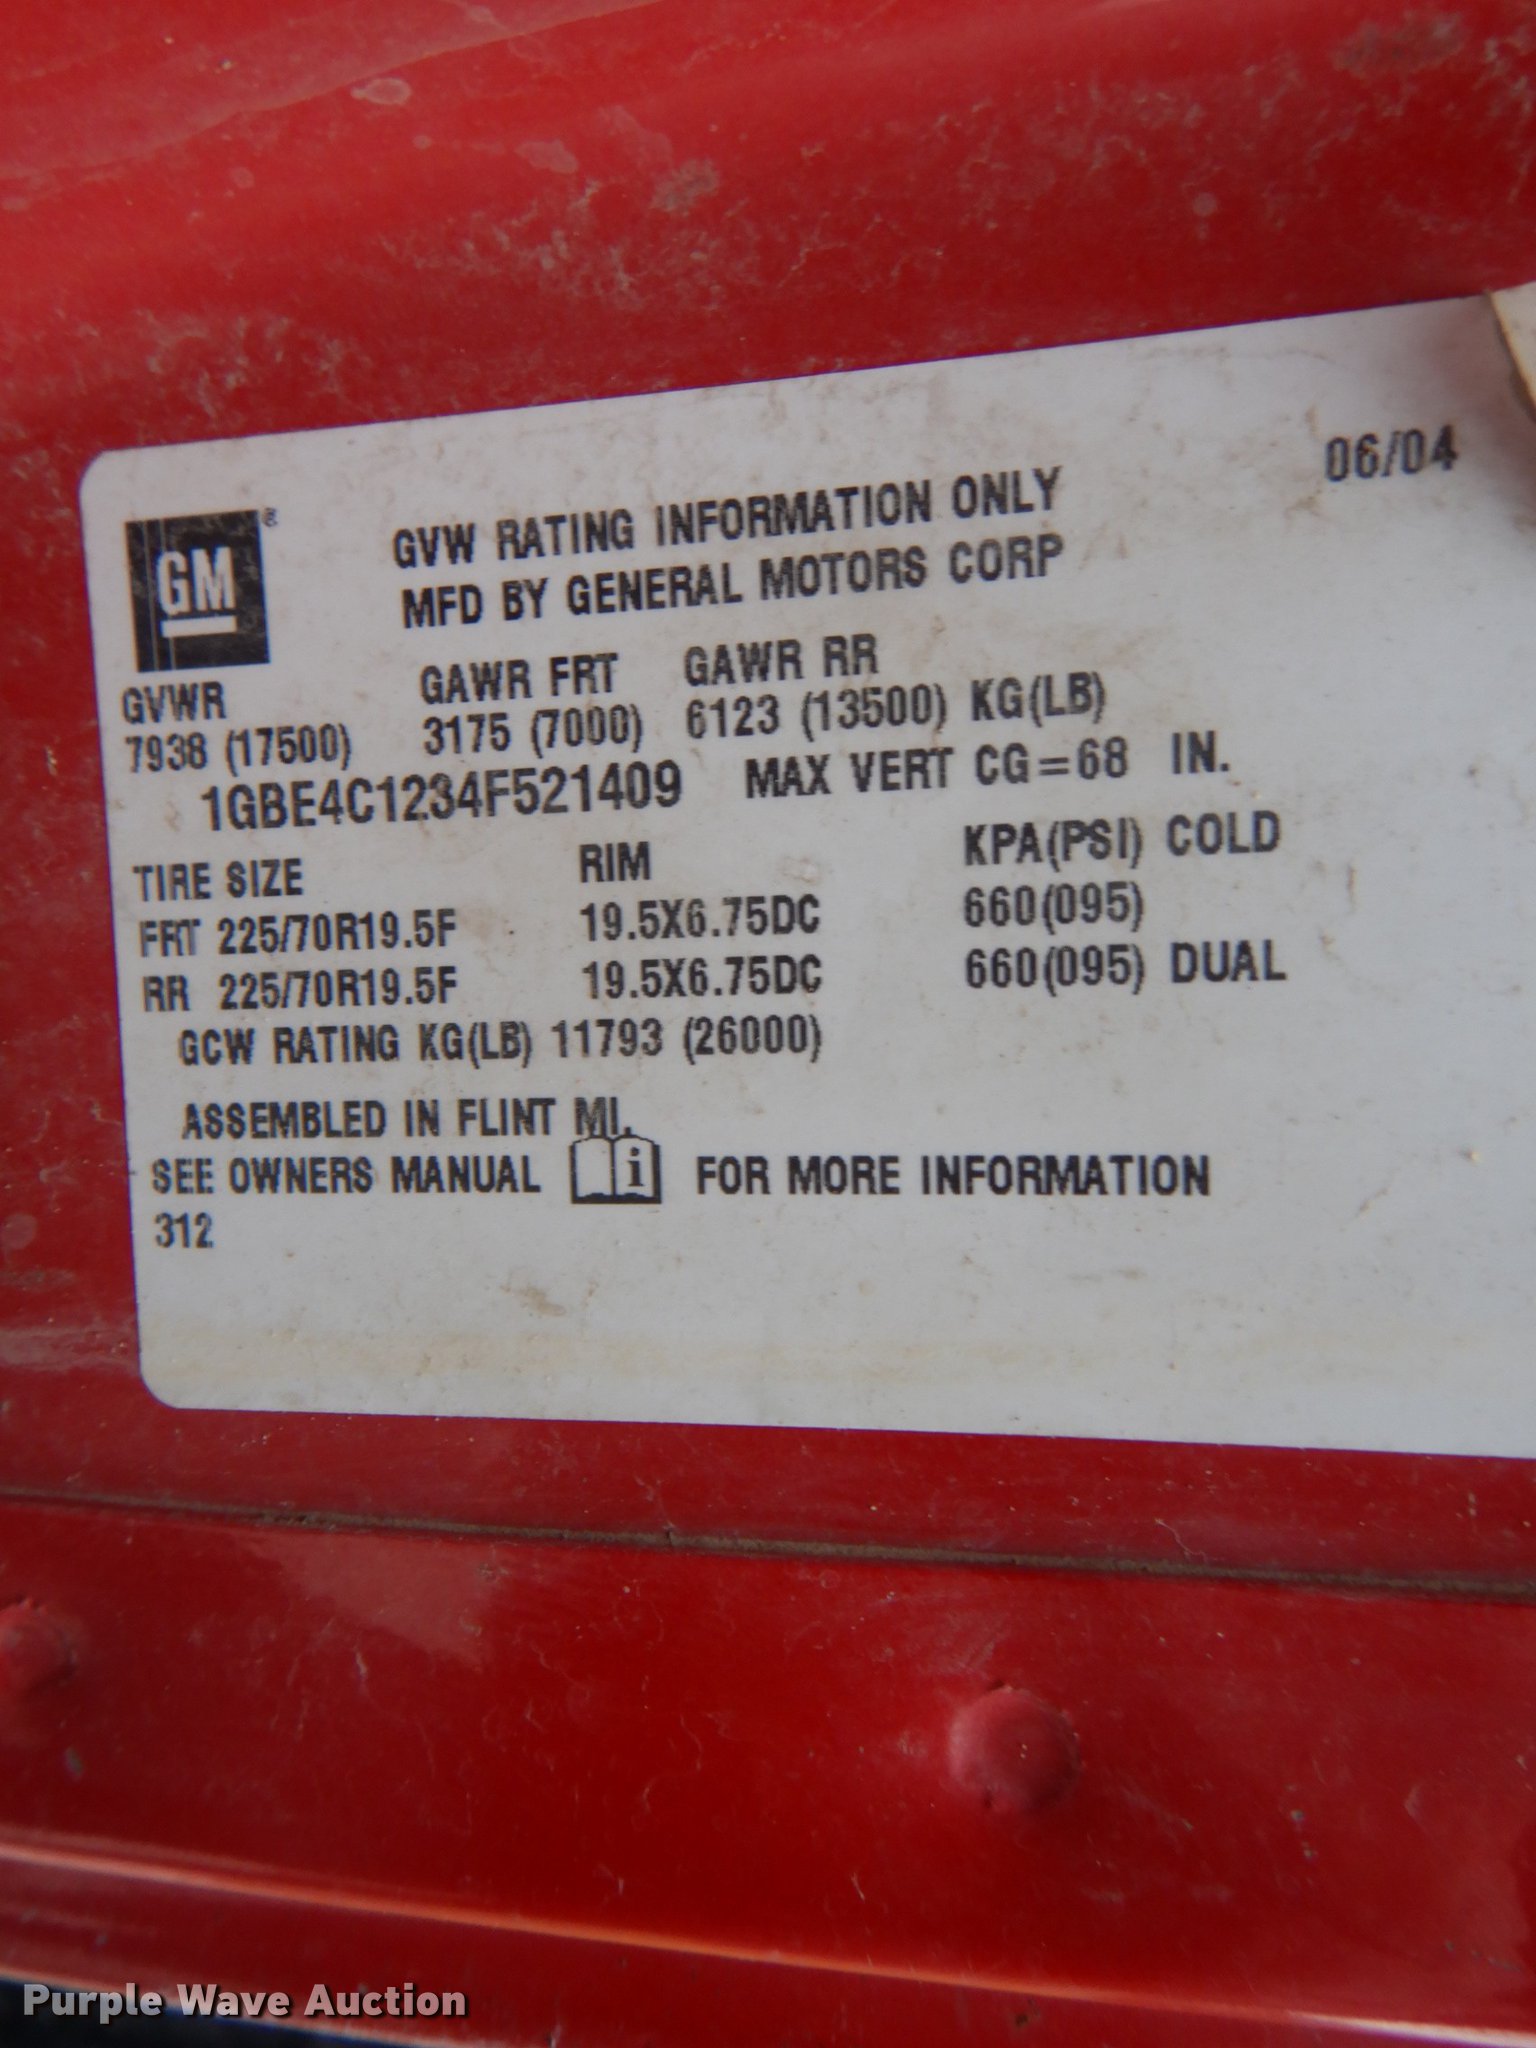 06/04
GM®
GVW RATING INFORMATION ONLY
MFD BY GENERAL MOTORS CORP
GVWR GAWR FRT GAWR RR
7938 (17500) 3175 (7000) 6123 (13500) KG(LB)
1GBE4C1234F521409 MAX VERT CG=68 IN.
TIRE SIZE RIM KPA(PSI) COLD
FRT 225/70R19.5F 19.5X6.75DC 660(095)
RR 225/70R19.5F 19.5X6.75DC 660(095) DUAL
GCW RATING KG(LB) 11793 (26000)
ASSEMBLED IN FLINT MI.
SEE OWNERS MANUAL i FOR MORE INFORMATION
312
Purple Wave Auction